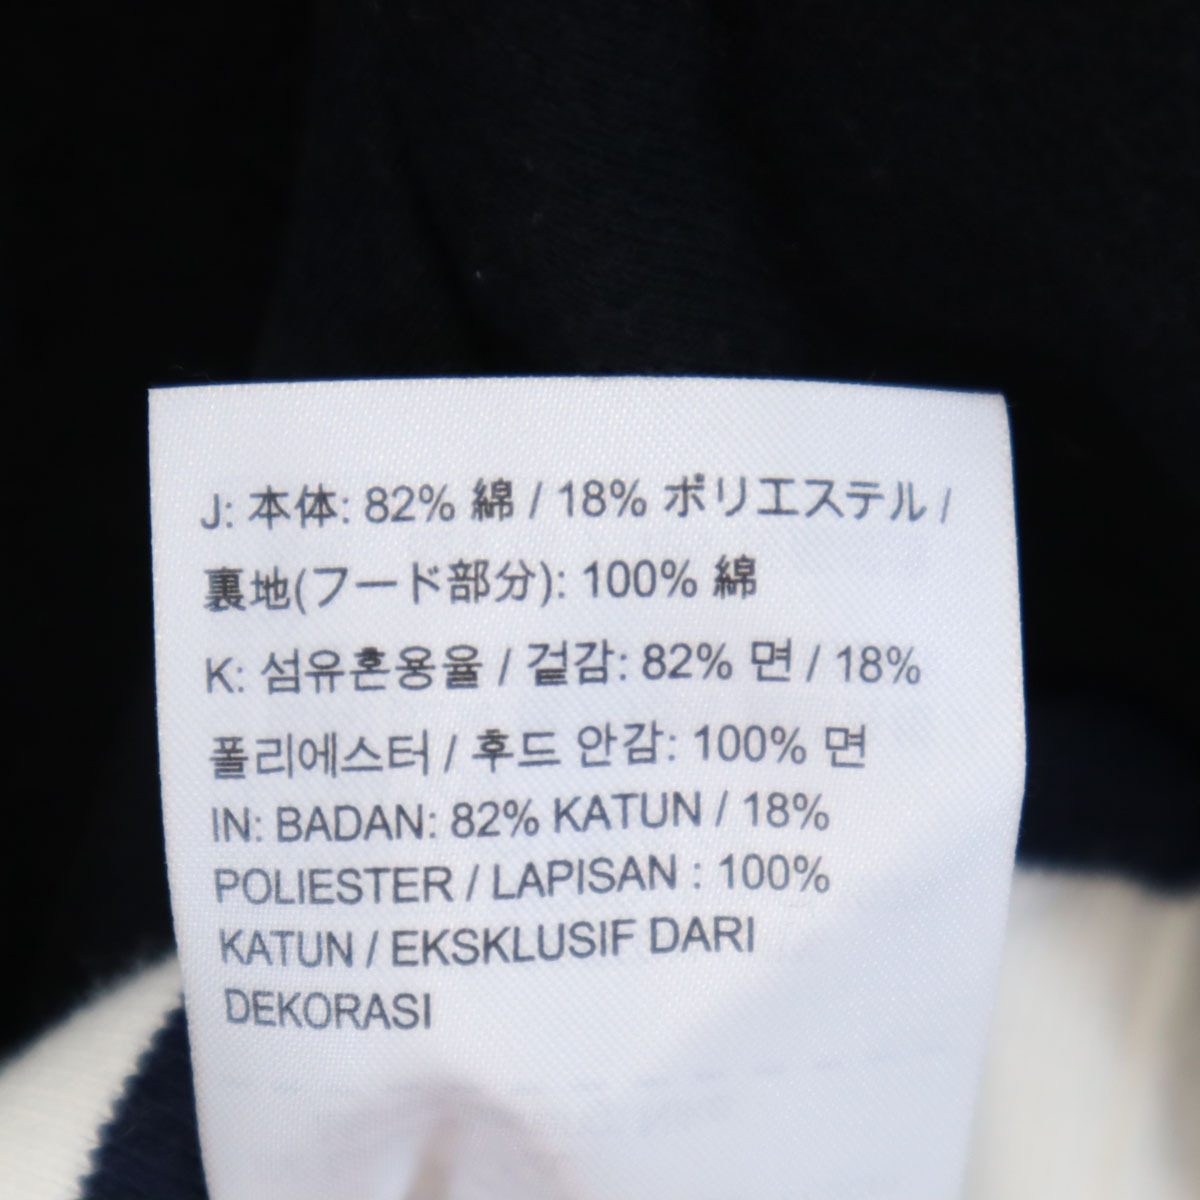 J: 本体: 82% 綿 / 18% ポリエステル /
裏地(フード部分): 100% 綿
K: 섬유혼용율 / 겉감: 82% 면 / 18%
폴리에스터 / 후드 안감: 100% 면
IN: BADAN: 82% KATUN / 18%
POLIESTER / LAPISAN : 100%
KATUN / EKSKLUSIF DARI
DEKORASI